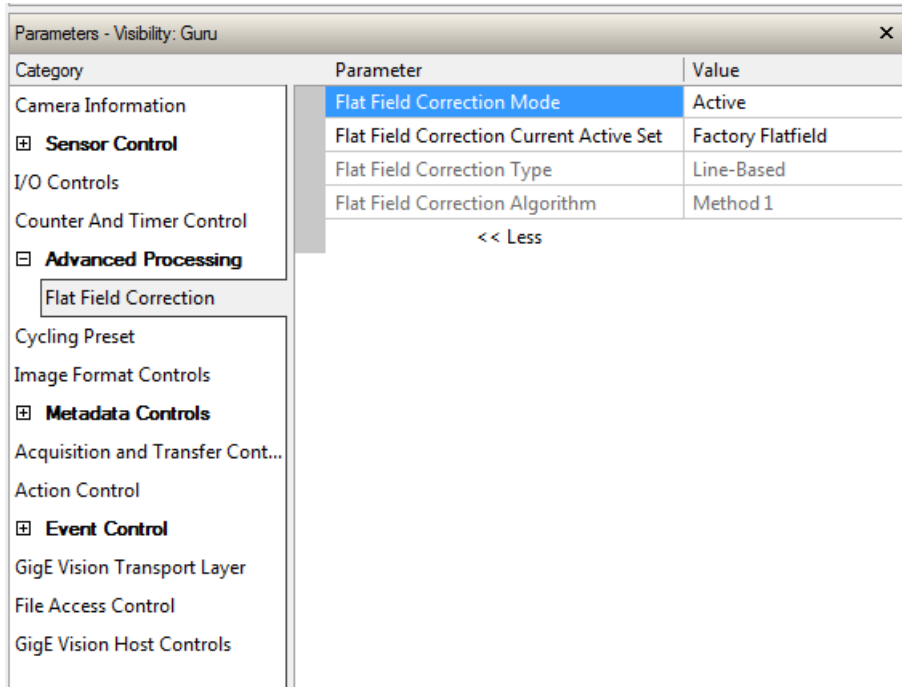 Parameters - Visibility: Guru
Category
Parameter
Value
Camera Information
Sensor Control
I/O Controls
Counter And Timer Control
Advanced Processing
Flat Field Correction
Cycling Preset
Image Format Controls
Metadata Controls
Acquisition and Transfer Cont...
Action Control
Event Control
GigE Vision Transport Layer
File Access Control
GigE Vision Host Controls
Flat Field Correction Mode Active
Flat Field Correction Current Active Set Factory Flatfield
Flat Field Correction Type Line-Based
Flat Field Correction Algorithm Method 1
<< Less